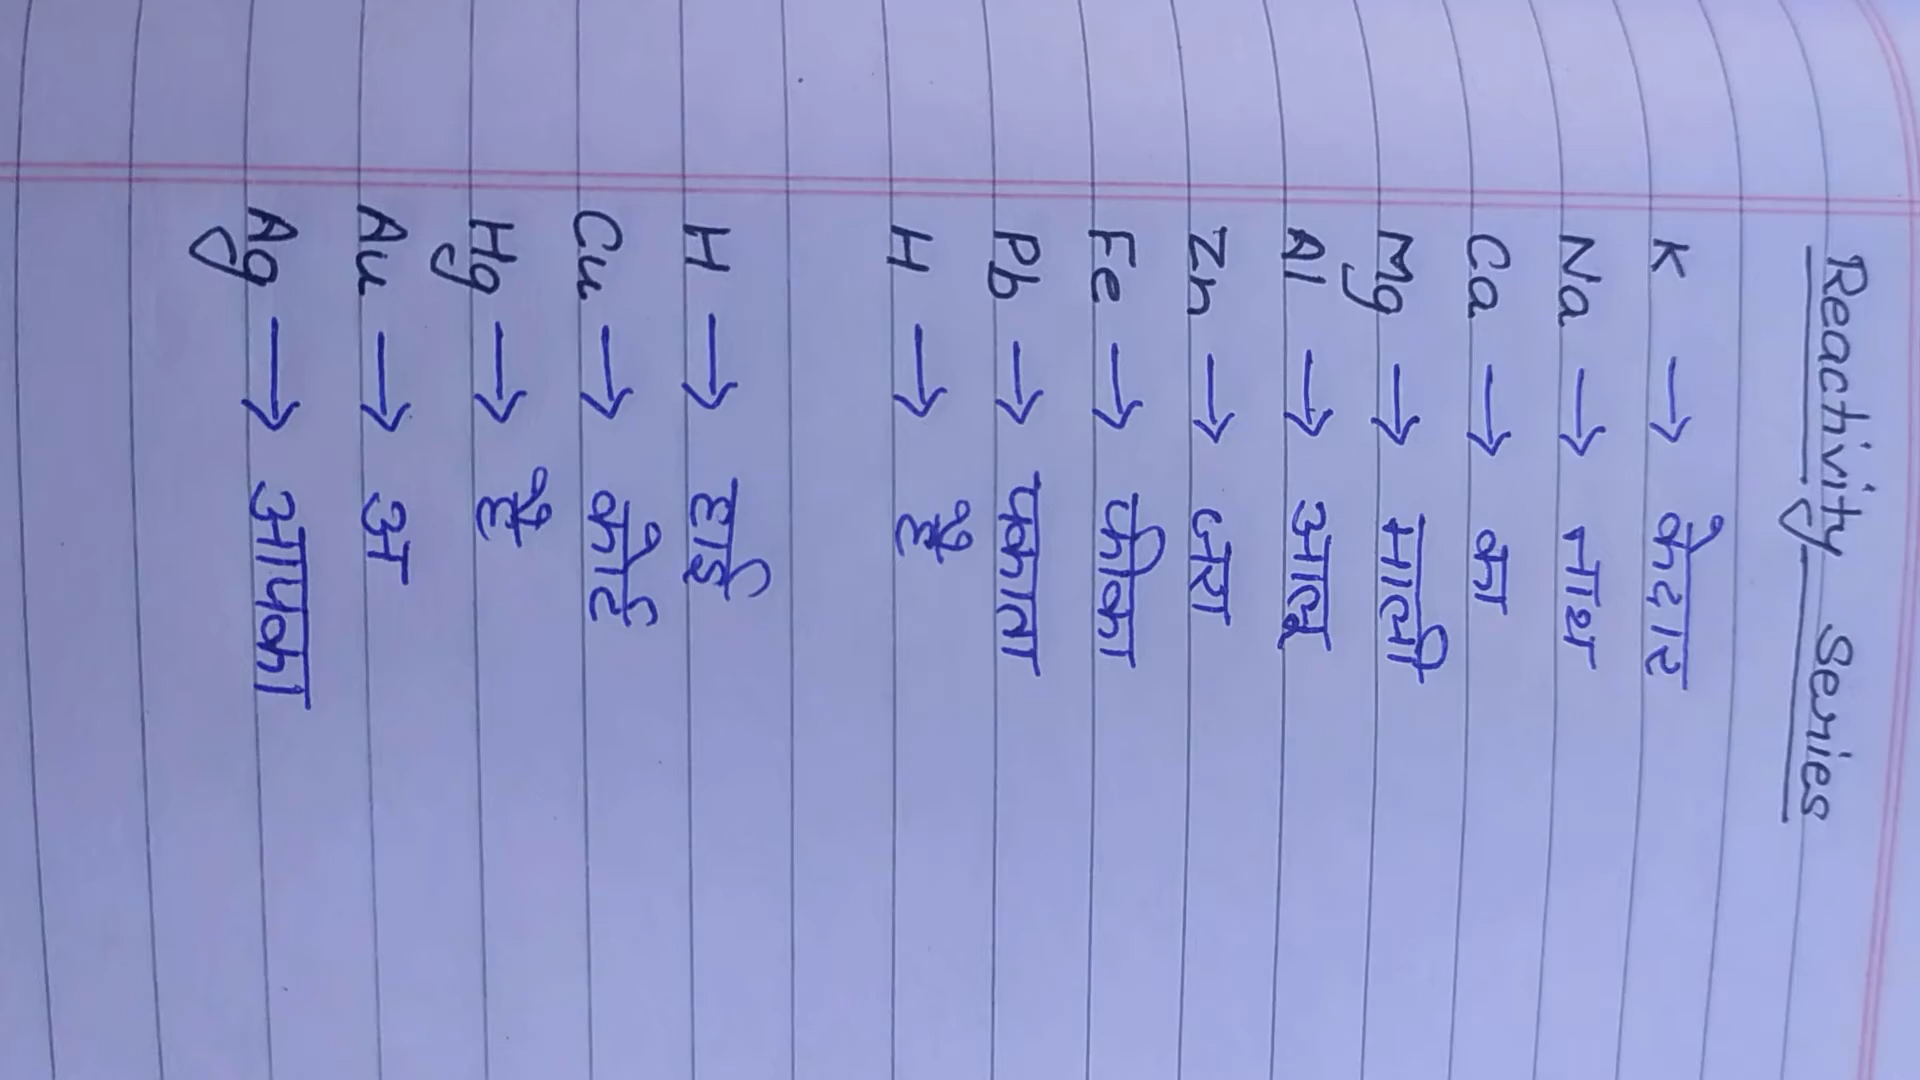 Reactivity Series
K → केदार
Na → नाथ
Ca → का
Mg → माली
Al → आलू
Zn → जरा
Fe → फीका
Pb → पकाता
H → है
H → हाई
Cu → कोर्ट
Hg → है
Au → अ
Ag → आपका